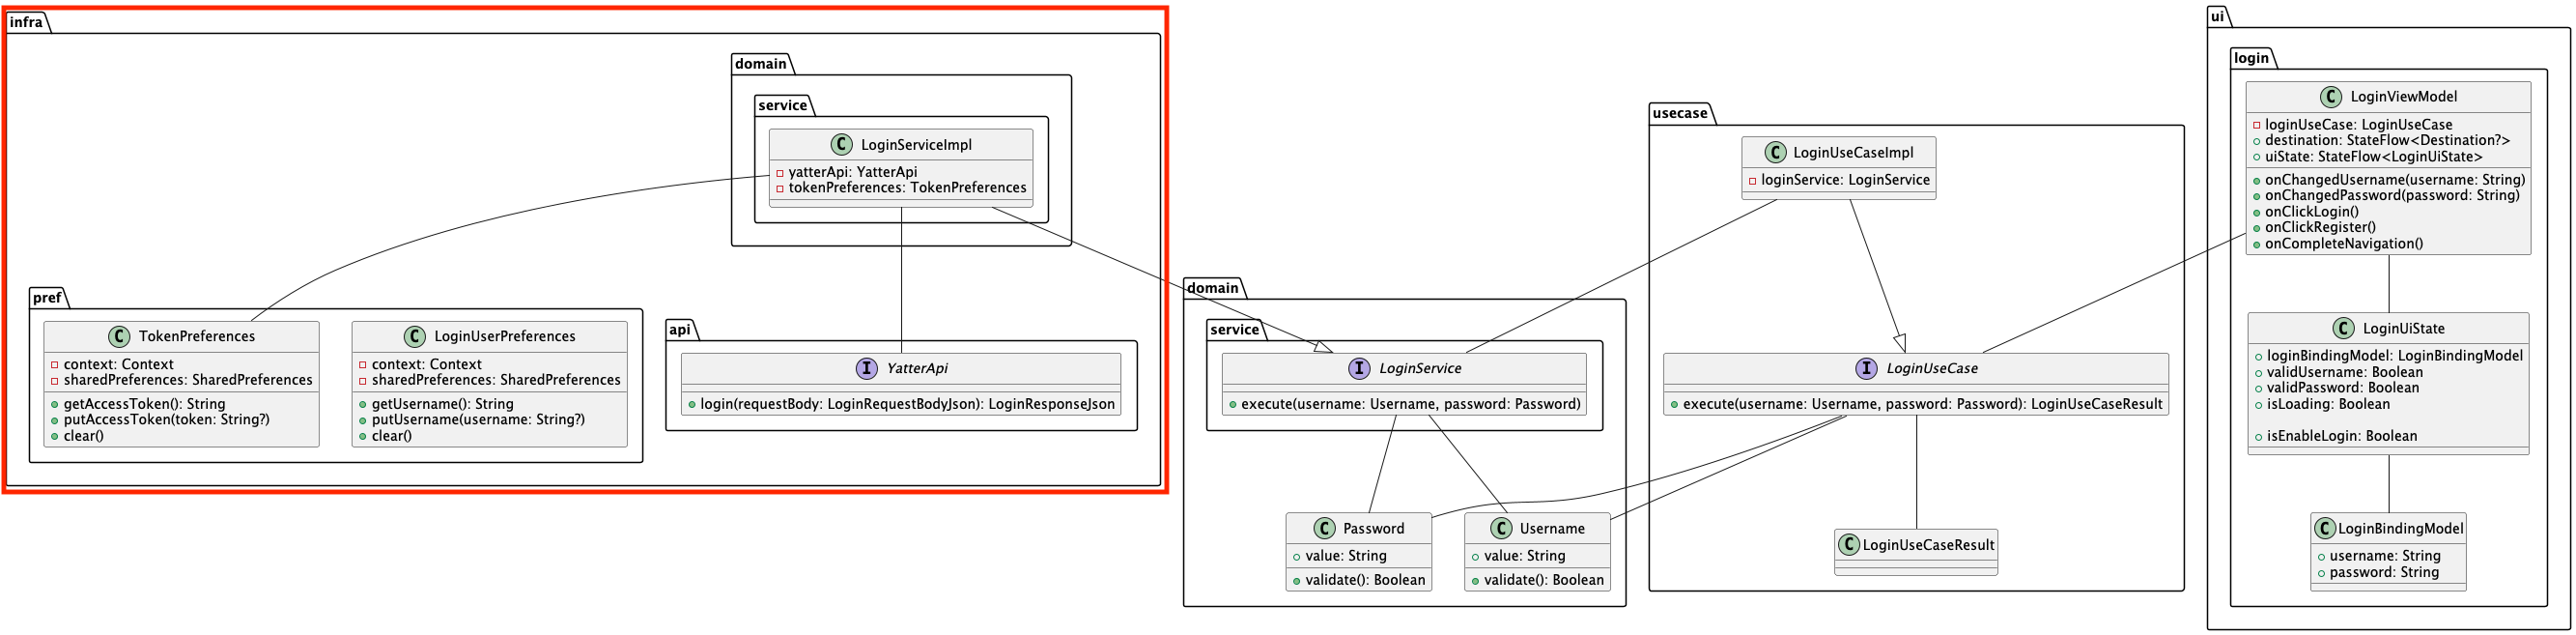 infra
domain
service
C LoginServiceImpl
yatterApi: YatterApi
tokenPreferences: TokenPreferences
pref
C TokenPreferences
context: Context
sharedPreferences: SharedPreferences
getAccessToken(): String
putAccessToken(token: String?)
clear()
C LoginUserPreferences
context: Context
sharedPreferences: SharedPreferences
getUsername(): String
putUsername(username: String?)
clear()
api
I YatterApi
login(requestBody: LoginRequestBodyJson): LoginResponseJson
domain
service
I LoginService
execute(username: Username, password: Password)
C Password
value: String
validate(): Boolean
C Username
value: String
validate(): Boolean
usecase
C LoginUseCaseImpl
loginService: LoginService
I LoginUseCase
execute(username: Username, password: Password): LoginUseCaseResult
C LoginUseCaseResult
ui
login
C LoginViewModel
loginUseCase: LoginUseCase
destination: StateFlow<Destination?>
uiState: StateFlow<LoginUiState>
onChangedUsername(username: String)
onChangedPassword(password: String)
onClickLogin()
onClickRegister()
onCompleteNavigation()
C LoginUiState
loginBindingModel: LoginBindingModel
validUsername: Boolean
validPassword: Boolean
isLoading: Boolean
isEnableLogin: Boolean
C LoginBindingModel
username: String
password: String